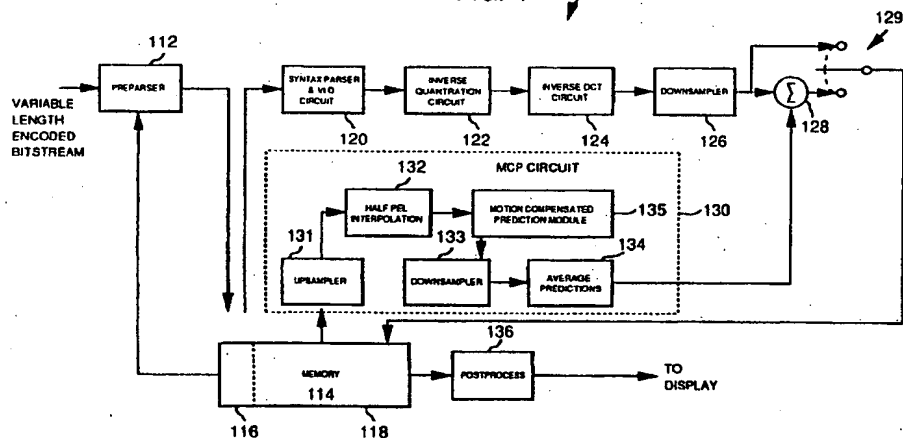 129
112
PREPARSER
VARIABLE
LENGTH
ENCODED
BITSTREAM
SYNTAX PARSER
& VLD
CIRCUIT
120
INVERSE
QUANTRATION
CIRCUIT
122
INVERSE DCT
CIRCUIT
124
DOWNSAMPLER
126
Σ
128
MCP CIRCUIT
132
HALF PEL
INTERPOLATION
MOTION COMPENSATED
PREDICTION MODULE
135
130
131
UPSAMPLER
133
DOWNSAMPLER
134
AVERAGE
PREDICTIONS
MEMORY
114
116
118
136
POSTPROCESS
TO
DISPLAY